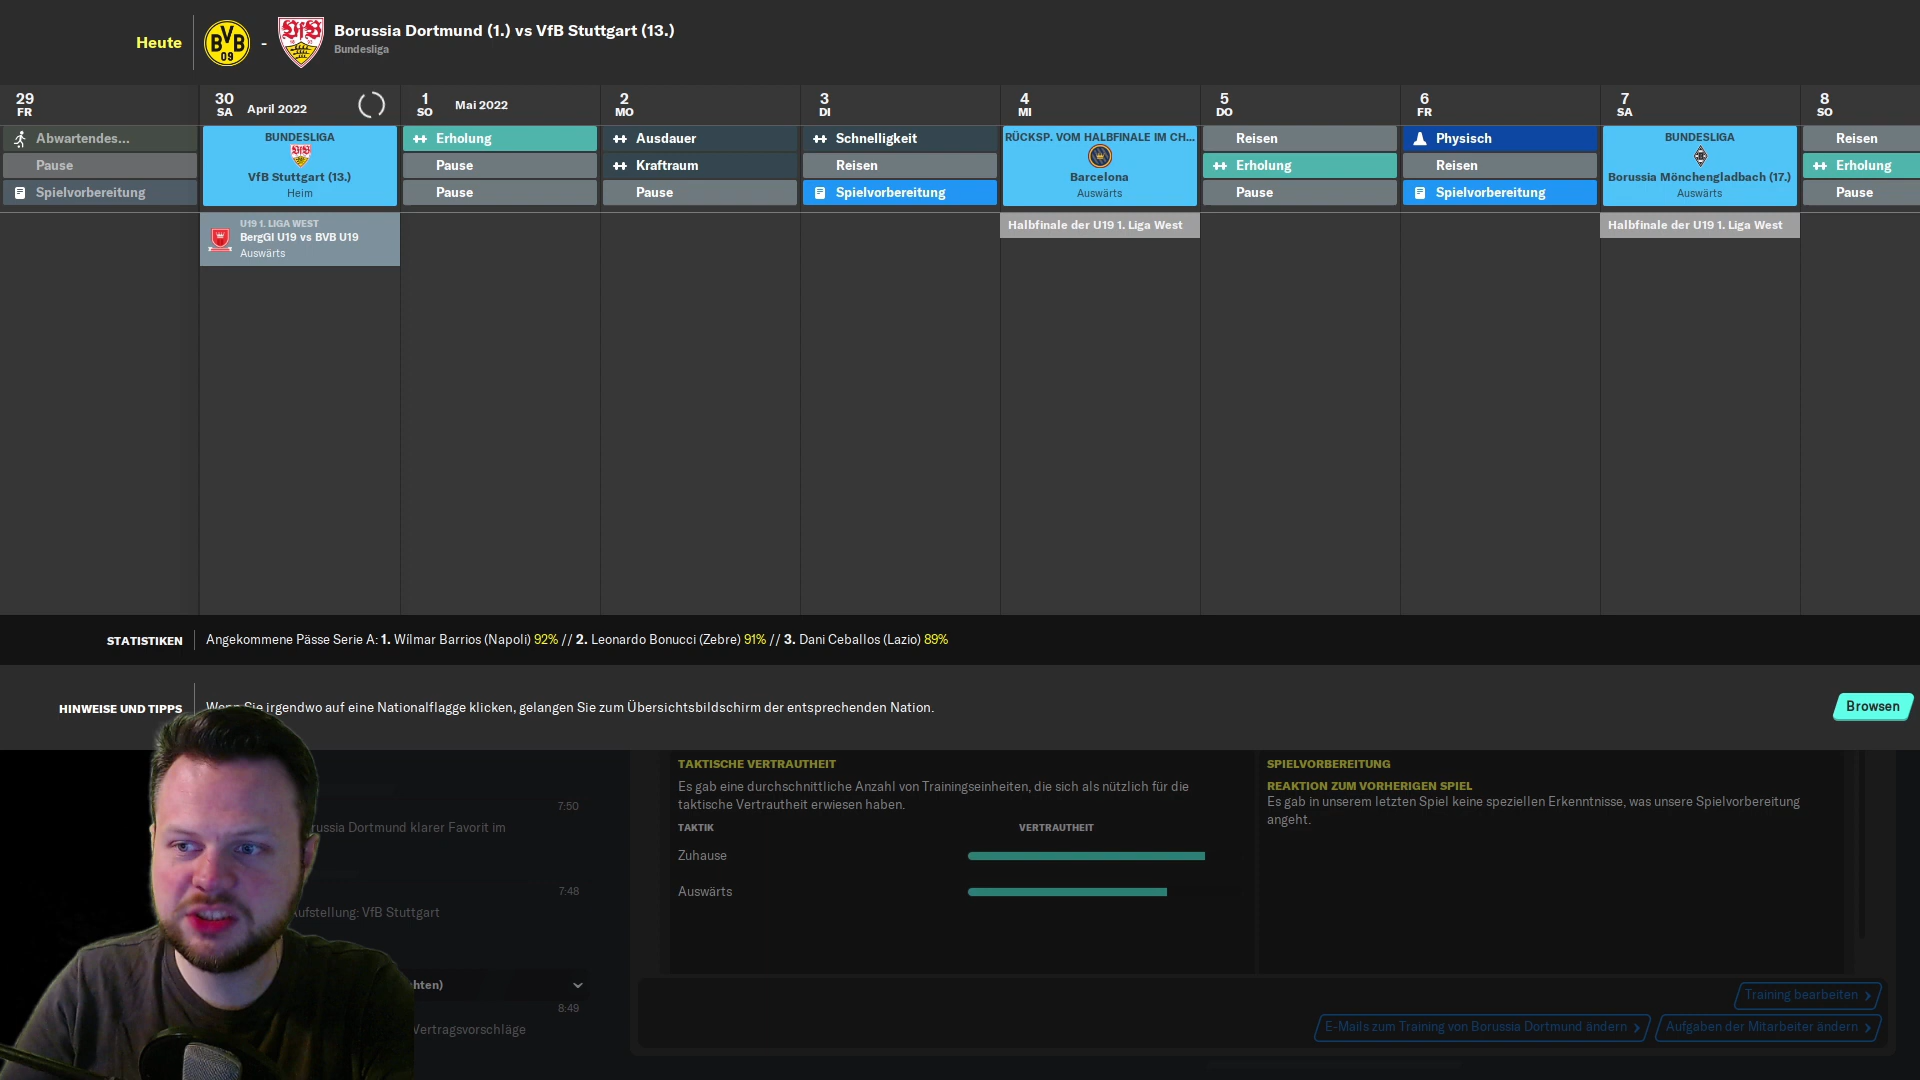 Heute
BVB
09
VfB
Borussia Dortmund (1.) vs VfB Stuttgart (13.)
Bundesliga
29
FR
30
SA
April 2022
1
SO
Mai 2022
2
MO
3
DI
4
MI
5
DO
6
FR
7
SA
8
SO
Abwartendes...
Pause
Spielvorbereitung
BUNDESLIGA
VfB Stuttgart (13.)
Heim
Erholung
Pause
Pause
Ausdauer
Kraftraum
Pause
Schnelligkeit
Reisen
Spielvorbereitung
RÜCKSP. VOM HALBFINALE IM CH...
Barcelona
Auswärts
Reisen
Erholung
Pause
Physisch
Reisen
Spielvorbereitung
BUNDESLIGA
Borussia Mönchengladbach (17.)
Auswärts
Reisen
Erholung
Pause
U19 1. LIGA WEST
BergGl U19 vs BVB U19
Auswärts
Halbfinale der U19 1. Liga West
Halbfinale der U19 1. Liga West
STATISTIKEN
Angekommene Pässe Serie A: 1. Wílmar Barrios (Napoli) 92% // 2. Leonardo Bonucci (Zebre) 91% // 3. Dani Ceballos (Lazio) 89%
HINWEISE UND TIPPS
Wenn Sie irgendwo auf eine Nationalflagge klicken, gelangen Sie zum Übersichtsbildschirm der entsprechenden Nation.
Browsen
7:50
russia Dortmund klarer Favorit im
7:48
Aufstellung: VfB Stuttgart
hten)
8:49
Vertragsvorschläge
TAKTISCHE VERTRAUTHEIT
Es gab eine durchschnittliche Anzahl von Trainingseinheiten, die sich als nützlich für die
taktische Vertrautheit erwiesen haben.
TAKTIK
VERTRAUTHEIT
Zuhause
Auswärts
SPIELVORBEREITUNG
REAKTION ZUM VORHERIGEN SPIEL
Es gab in unserem letzten Spiel keine speziellen Erkenntnisse, was unsere Spielvorbereitung
angeht.
Training bearbeiten
E-Mails zum Training von Borussia Dortmund ändern
Aufgaben der Mitarbeiter ändern